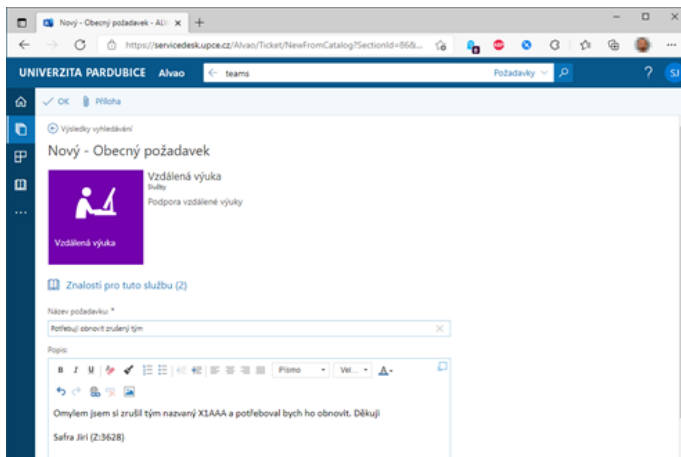 Nový - Obecný požadavek - ALV
https://servicedesk.upce.cz/Alvao/Ticket/NewFromCatalog?SectionId=86&...
UNIVERZITA PARDUBICE Alvao teams Požadavky ? SJ
OK Příloha
Výsledky vyhledávání
Nový - Obecný požadavek
Vzdálená výuka
Služby
Podpora vzdálené výuky
Vzdálená výuka
Znalosti pro tuto službu (2)
Název požadavku: *
Potřebuji obnovit zrušený tým
Popis:
B I U Písmo Vel... A
Omylem jsem si zrušil tým nazvaný X1AAA a potřeboval bych ho obnovit. Děkuji
Safra Jiri (Z:3628)